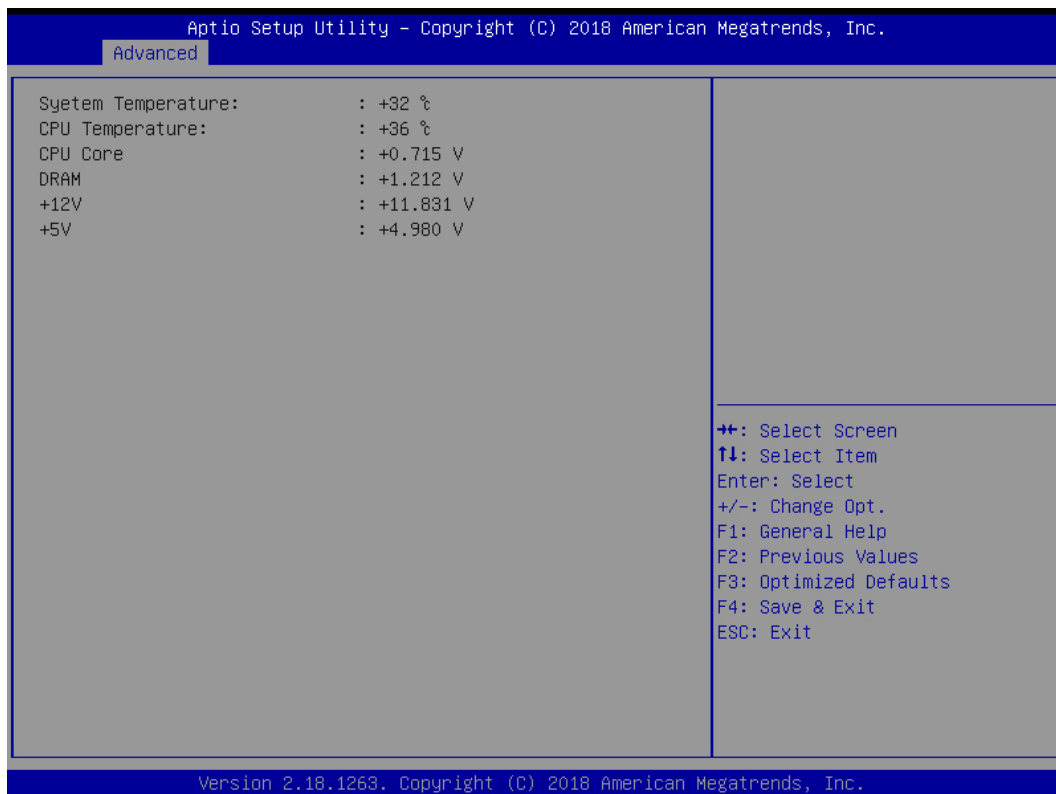 Aptio Setup Utility – Copyright (C) 2018 American Megatrends, Inc.
Advanced
Syetem Temperature: : +32 ℃
CPU Temperature: : +36 ℃
CPU Core : +0.715 V
DRAM : +1.212 V
+12V : +11.831 V
+5V : +4.980 V
→←: Select Screen
↑↓: Select Item
Enter: Select
+/-: Change Opt.
F1: General Help
F2: Previous Values
F3: Optimized Defaults
F4: Save & Exit
ESC: Exit
Version 2.18.1263. Copyright (C) 2018 American Megatrends, Inc.